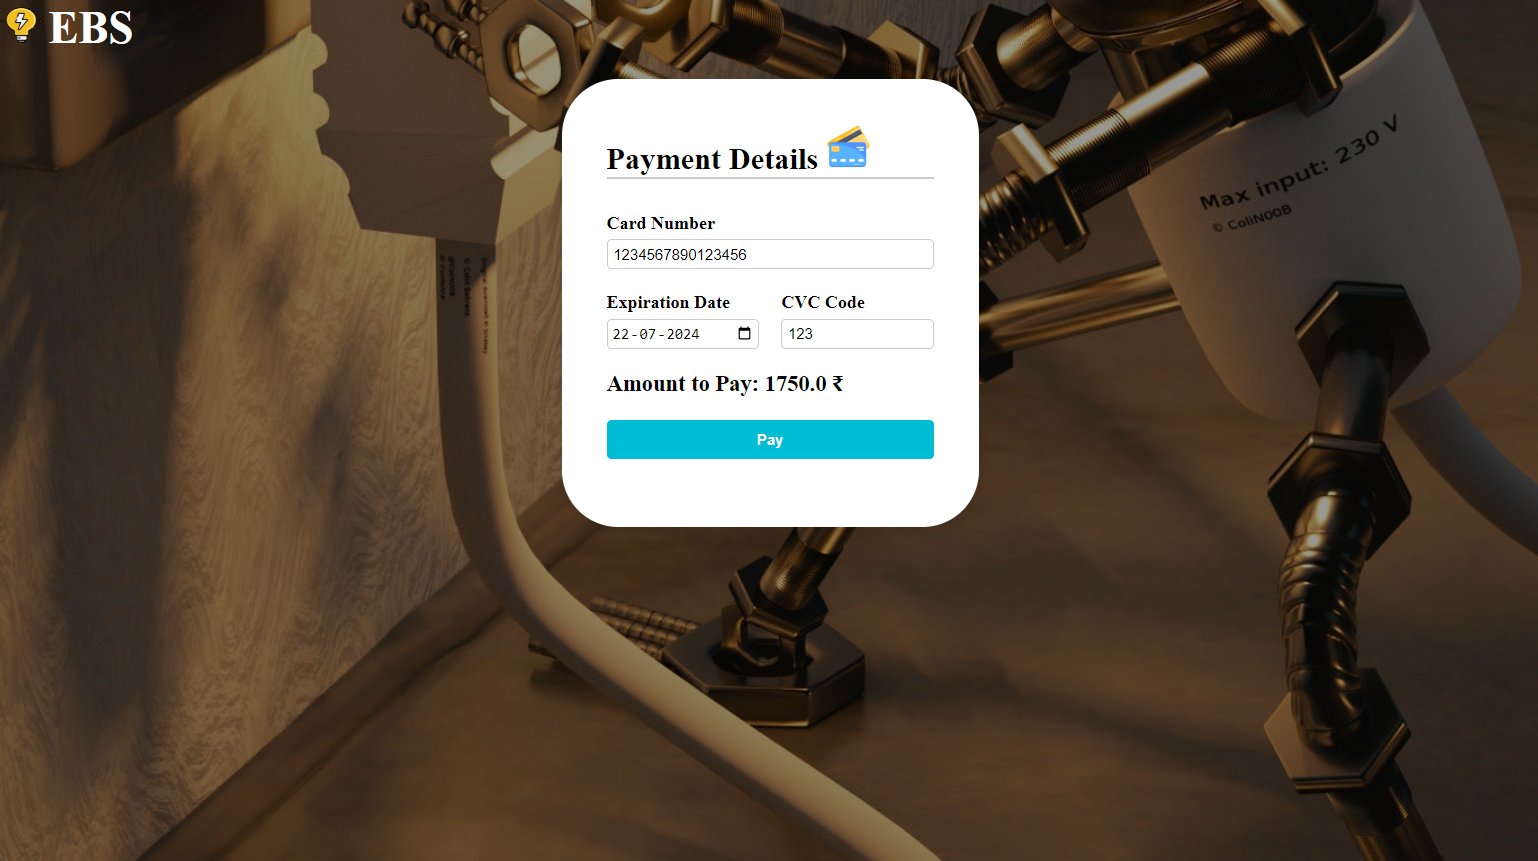 EBS
Payment Details
Card Number
1234567890123456
Expiration Date CVC Code
22-07-2024 123
Amount to Pay: 1750.0 ₹
Pay
Max input: 230 V
© ColiN00B